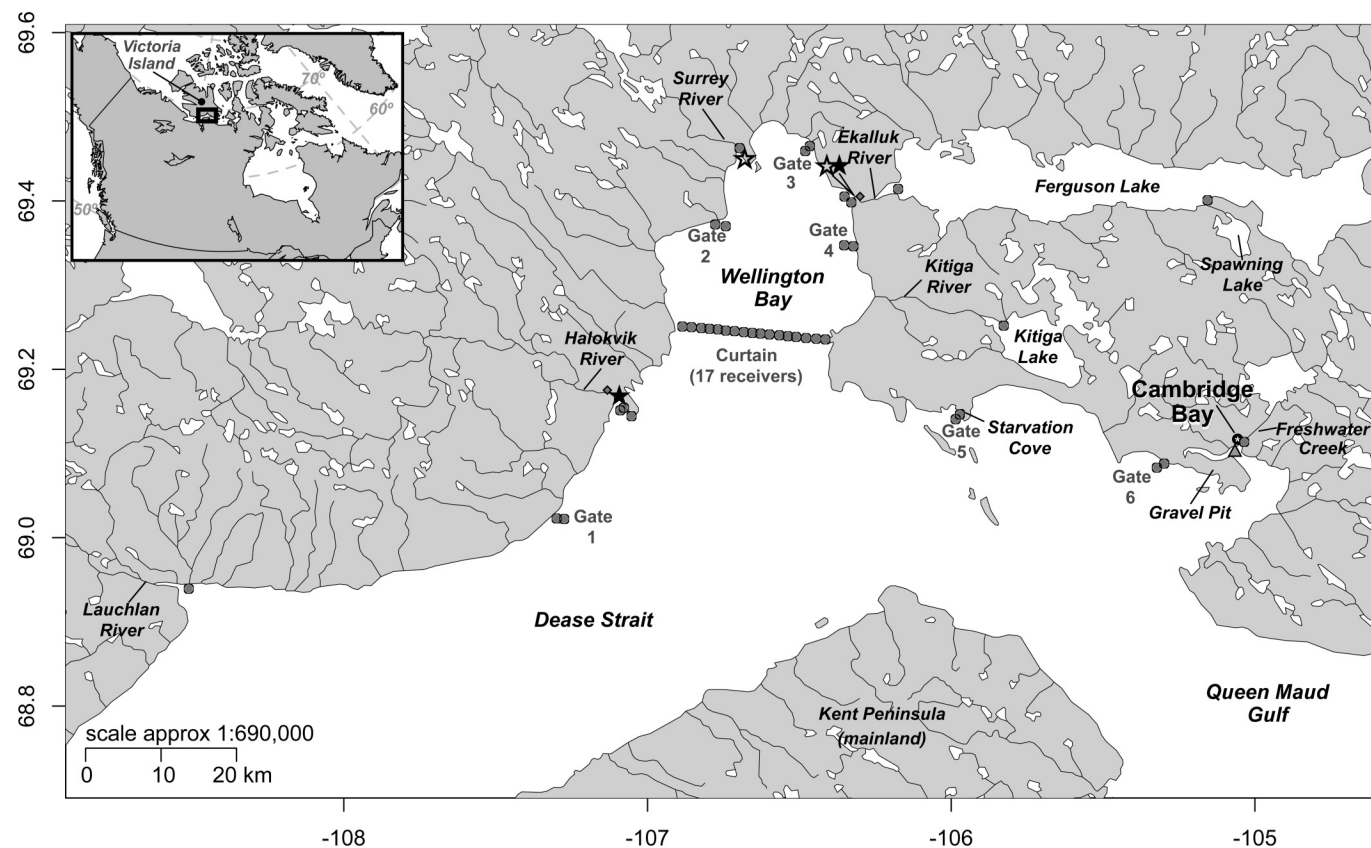 69.6
69.4
69.2
69.0
68.8
Victoria
Island
70º
60º
50º
Surrey
River
Gate
3
Ekalluk
River
Ferguson Lake
Gate
2
Gate
4
Wellington
Bay
Kitiga
River
Spawning
Lake
Halokvik
River
Curtain
(17 receivers)
Kitiga
Lake
Cambridge
Bay
Gate
5
Starvation
Cove
Freshwater
Creek
Gate
6
Gravel Pit
Gate
1
Lauchlan
River
Dease Strait
Queen Maud
Gulf
Kent Peninsula
(mainland)
scale approx 1:690,000
0 10 20 km
-108 -107 -106 -105